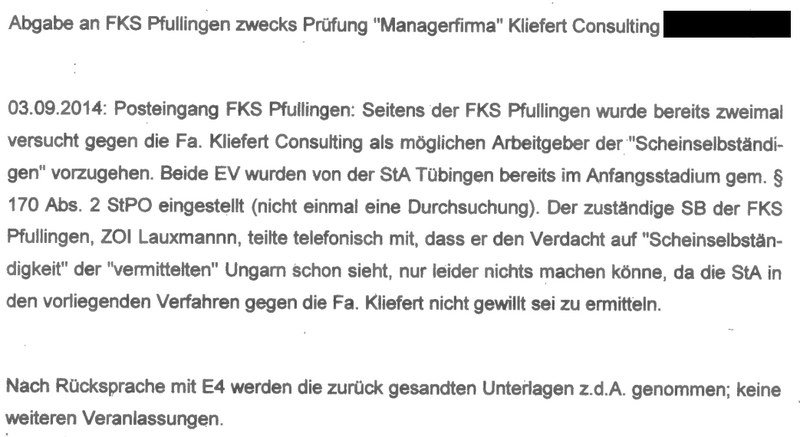 Abgabe an FKS Pfullingen zwecks Prüfung "Managerfirma" Kliefert Consulting
03.09.2014: Posteingang FKS Pfullingen: Seitens der FKS Pfullingen wurde bereits zweimal
versucht gegen die Fa. Kliefert Consulting als möglichen Arbeitgeber der "Scheinselbständi-
gen" vorzugehen. Beide EV wurden von der StA Tübingen bereits im Anfangsstadium gem. §
170 Abs. 2 StPO eingestellt (nicht einmal eine Durchsuchung). Der zuständige SB der FKS
Pfullingen, ZOI Lauxmannn, teilte telefonisch mit, dass er den Verdacht auf "Scheinselbstän-
digkeit" der "vermittelten" Ungarn schon sieht, nur leider nichts machen könne, da die StA in
den vorliegenden Verfahren gegen die Fa. Kliefert nicht gewillt sei zu ermitteln.
Nach Rücksprache mit E4 werden die zurück gesandten Unterlagen z.d.A. genommen; keine
weiteren Veranlassungen.